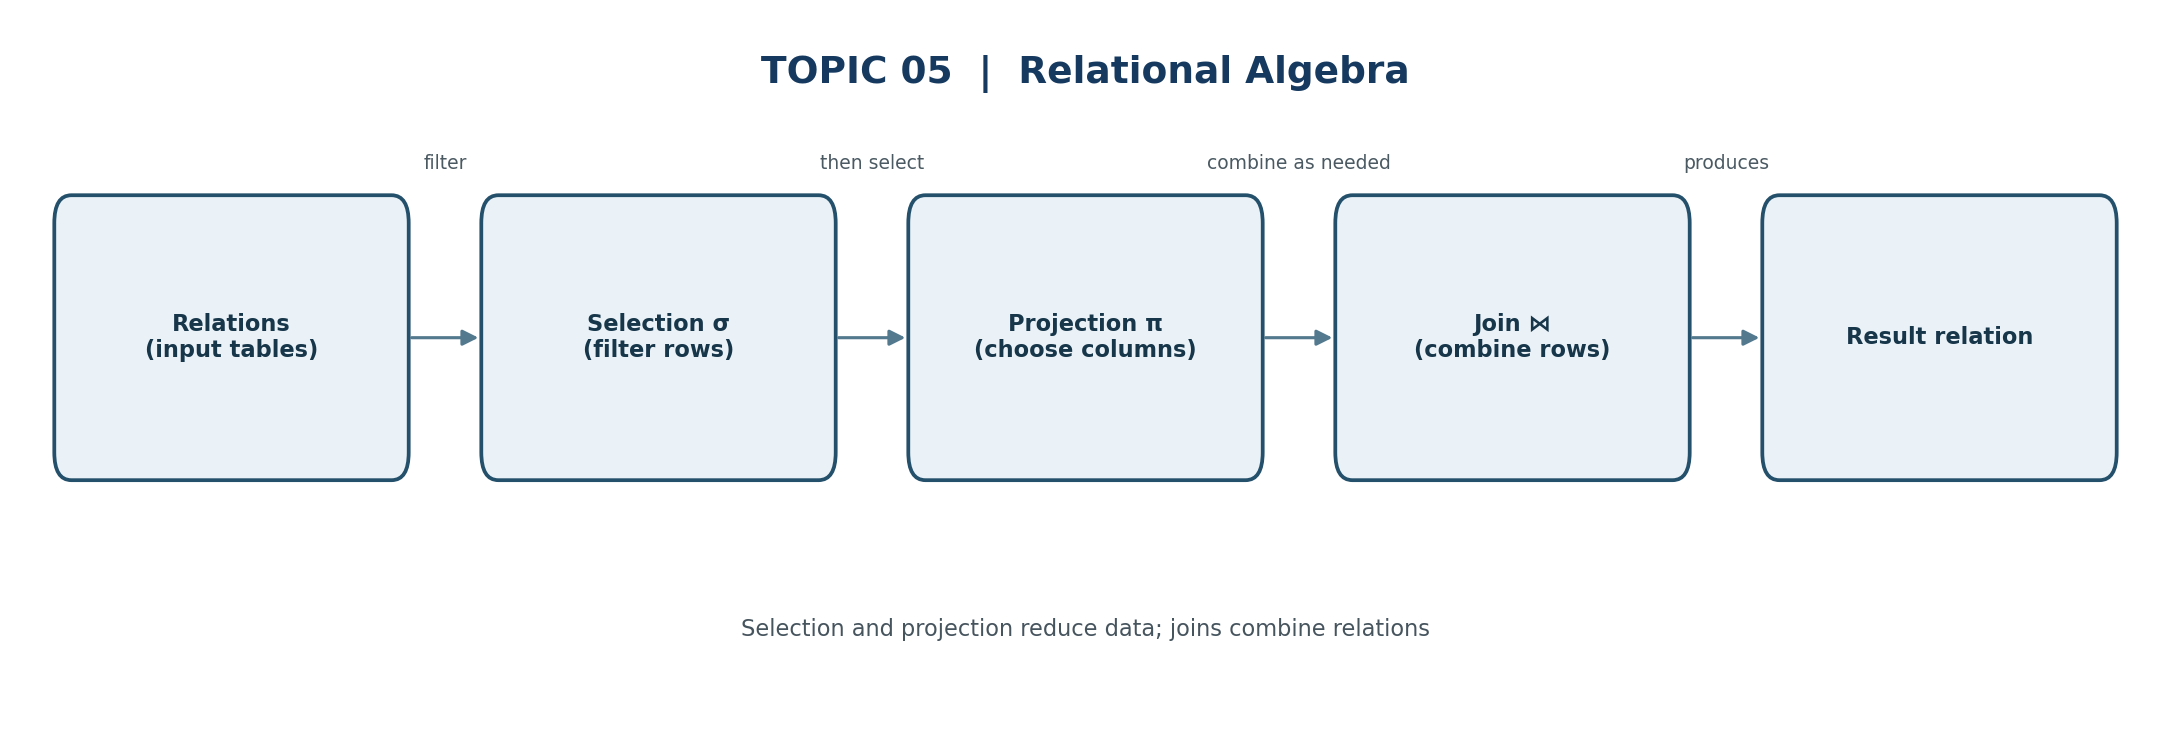 TOPIC 05 | Relational Algebra
filter
then select
combine as needed
produces
Relations
(input tables)
Selection σ
(filter rows)
Projection π
(choose columns)
Join ⋈
(combine rows)
Result relation
Selection and projection reduce data; joins combine relations